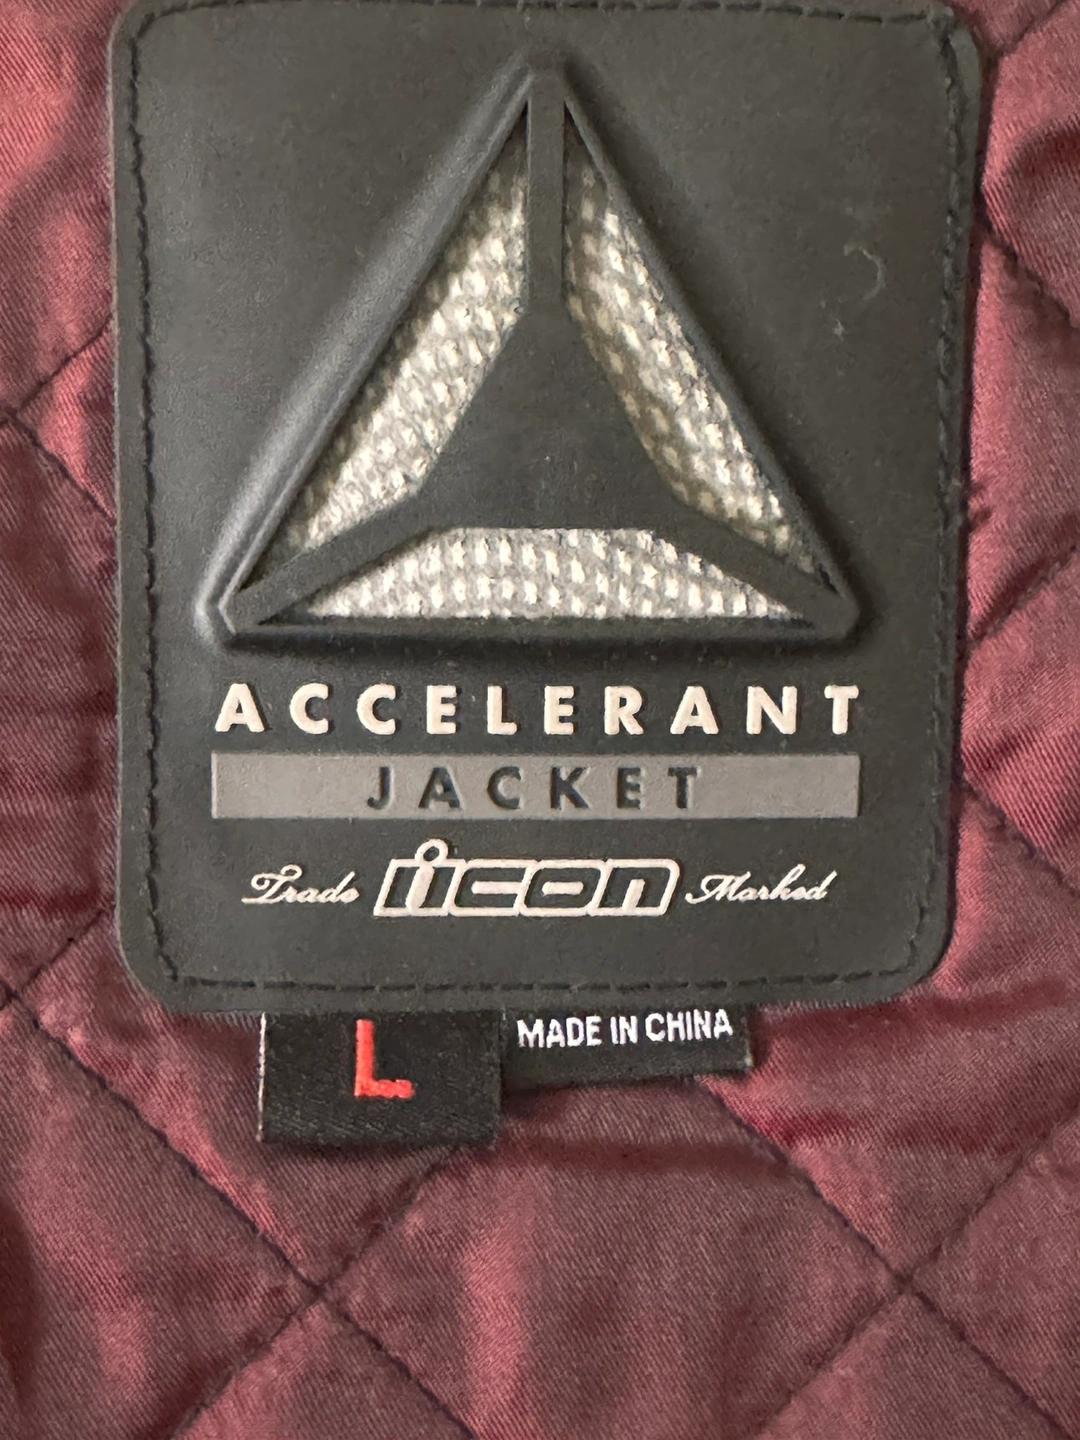 ACCELERANT
JACKET
Trade icon Marked
L MADE IN CHINA